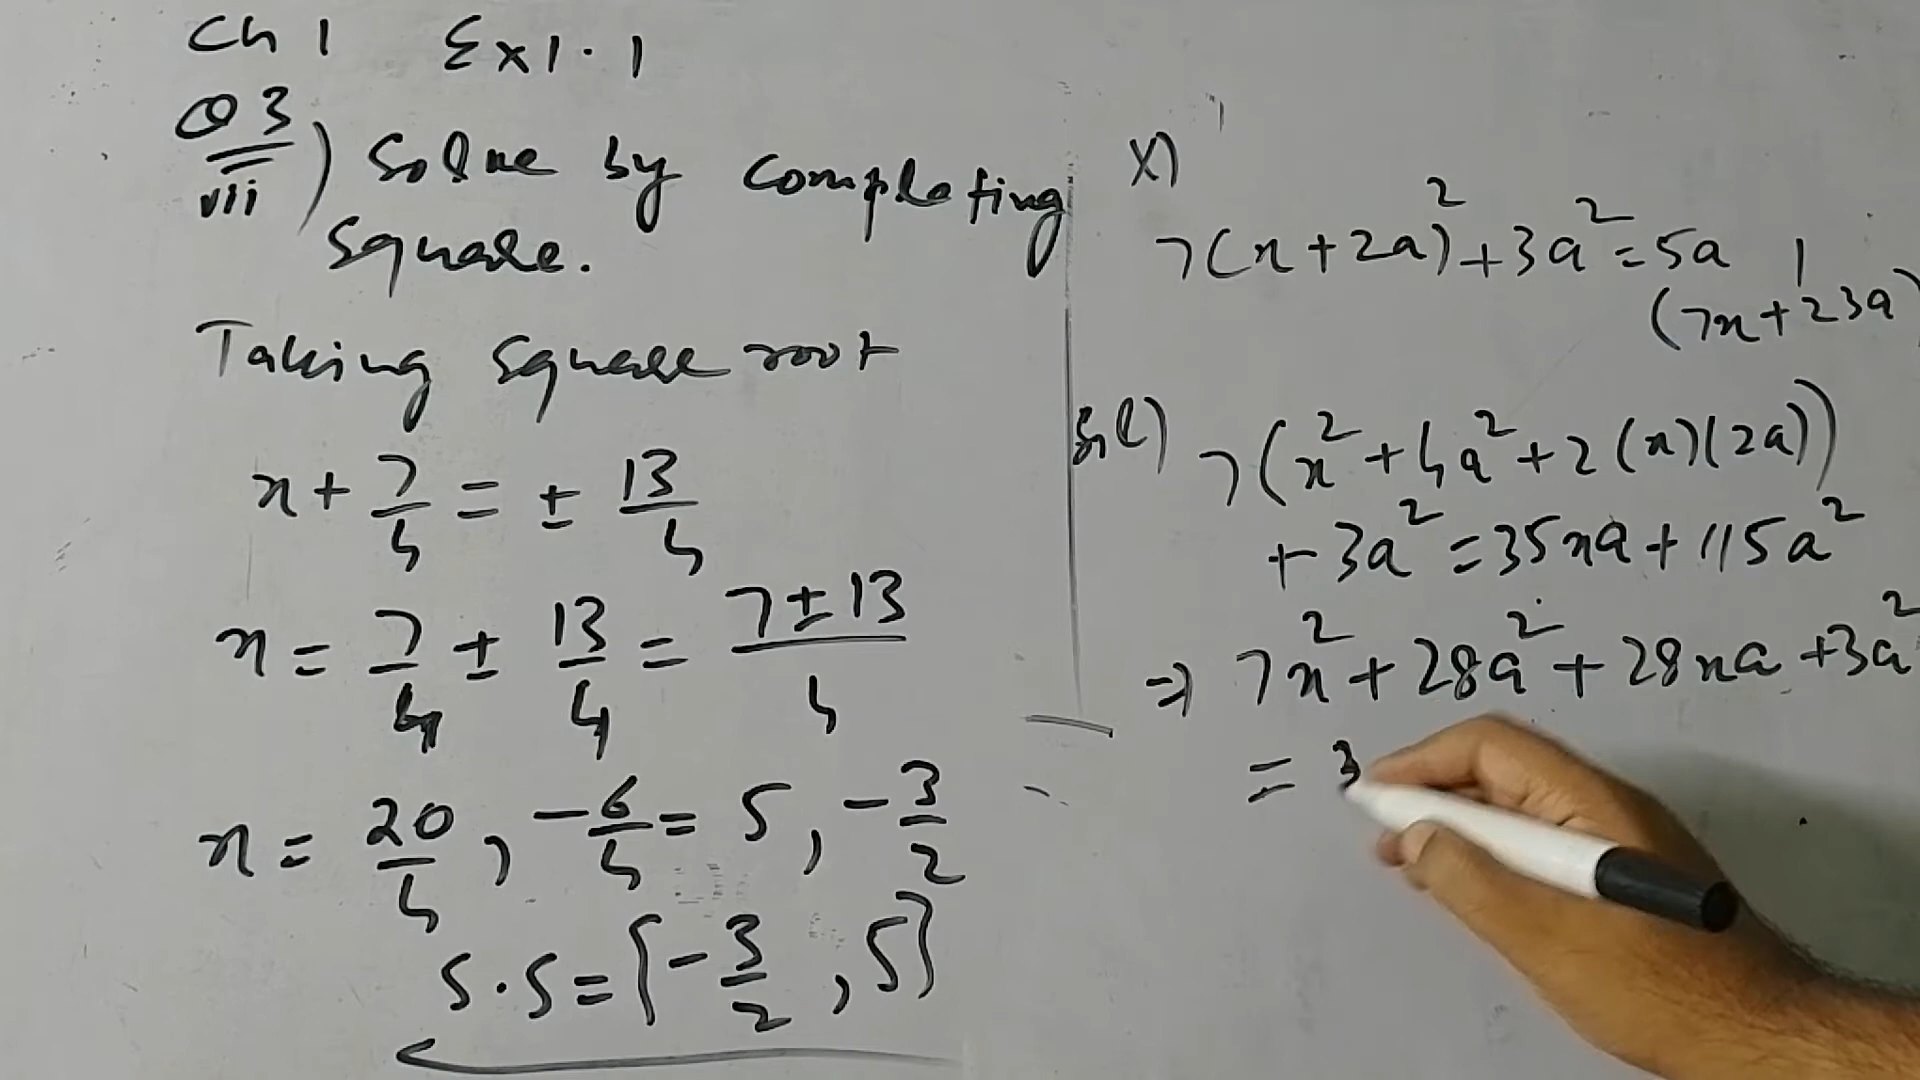 Ch 1 Ex 1.1
Q3
vii) Solve by completing
square.
Taking square root
x + 7/4 = ± 13/4
x = 7/4 ± 13/4 = 7 ± 13 / 4
x = 20/4 , -6/4 = 5 , -3/2
S.S = {-3/2 , 5}
x)
7(x + 2a)² + 3a² = 5a
(7x + 23a)
Sol) 7(x² + 4a² + 2(x)(2a))
+ 3a² = 35xa + 115a²
⇒ 7x² + 28a² + 28xa + 3a²
= 3